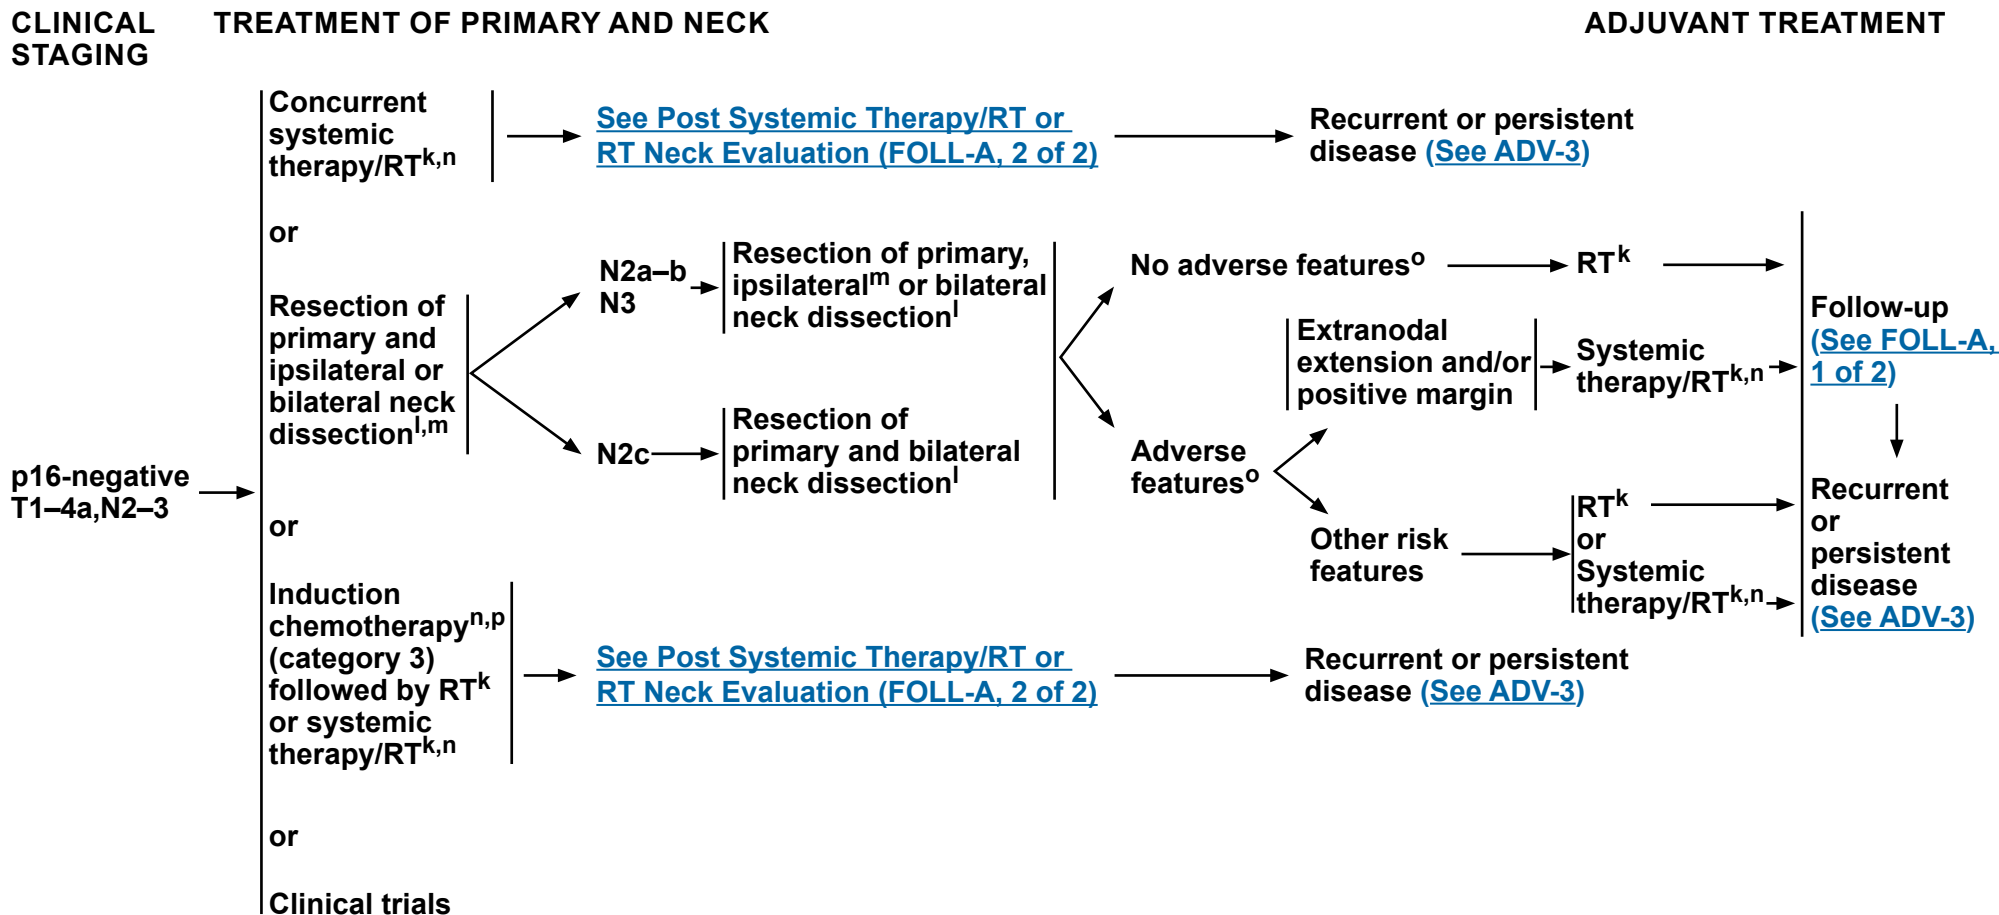 CLINICAL
STAGING
TREATMENT OF PRIMARY AND NECK
ADJUVANT TREATMENT
p16-negative
T1–4a,N2–3
Concurrent
systemic
therapy/RTk,n
See Post Systemic Therapy/RT or
RT Neck Evaluation (FOLL-A, 2 of 2)
Recurrent or persistent
disease (See ADV-3)
or
Resection of
primary and
ipsilateral or
bilateral neck
dissectionl,m
N2a–b
N3
Resection of primary,
ipsilateralm or bilateral
neck dissectionl
N2c
Resection of
primary and bilateral
neck dissectionl
No adverse featureso
RTk
Adverse
featureso
Extranodal
extension and/or
positive margin
Systemic
therapy/RTk,n
Other risk
features
RTk
or
Systemic
therapy/RTk,n
Follow-up
(See FOLL-A,
1 of 2)
Recurrent
or
persistent
disease
(See ADV-3)
or
Induction
chemotherapyn,p
(category 3)
followed by RTk
or systemic
therapy/RTk,n
See Post Systemic Therapy/RT or
RT Neck Evaluation (FOLL-A, 2 of 2)
Recurrent or persistent
disease (See ADV-3)
or
Clinical trials